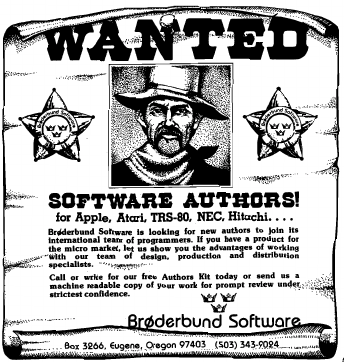 WANTED
Brøderbund Software
Brøderbund Software
SOFTWARE AUTHORS!
for Apple, Atari, TRS-80, NEC, Hitachi....
Brøderbund Software is looking for new authors to join its
international team of programmers. If you have a product for
the micro market, let us show you the advantages of working
with our team of design, production and distribution
specialists.
Call or write for our free Authors Kit today or send us a
machine readable copy of your work for prompt review under
strictest confidence.
Brøderbund Software
Box 3266, Eugene, Oregon 97403 (503) 343-9024